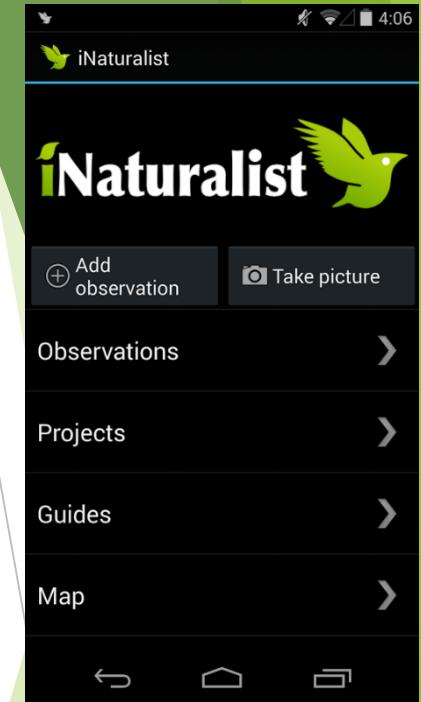 4:06
iNaturalist
iNaturalist
Add
observation
Take picture
Observations
Projects
Guides
Map